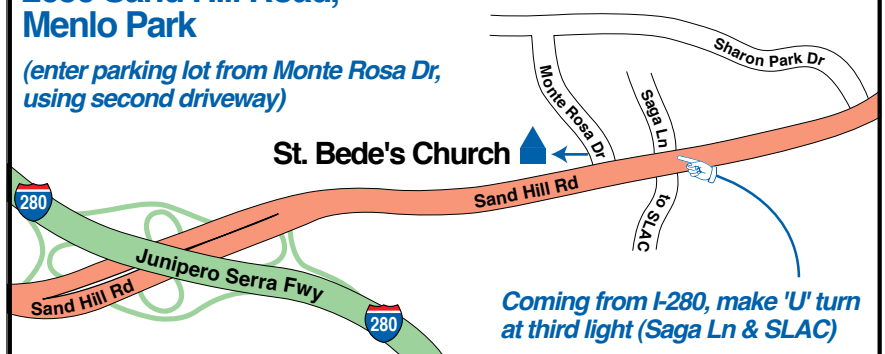 Menlo Park
(enter parking lot from Monte Rosa Dr,
using second driveway)
Sharon Park Dr
Monte Rosa Dr
Saga Ln
St. Bede's Church
Sand Hill Rd
to SLAC
280
Junipero Serra Fwy
Sand Hill Rd
280
Coming from I-280, make 'U' turn
at third light (Saga Ln & SLAC)